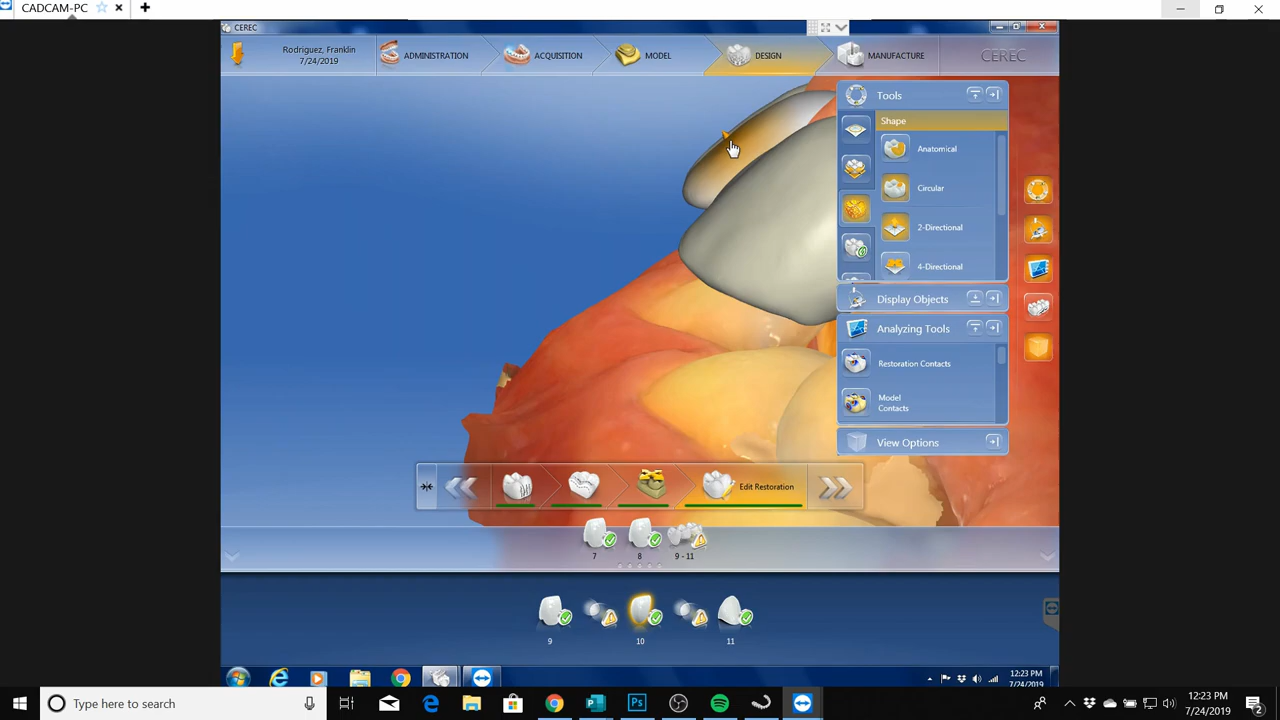 CADCAM-PC
CEREC
Rodriguez, Franklin
7/24/2019
ADMINISTRATION
ACQUISITION
MODEL
DESIGN
MANUFACTURE
CEREC
Tools
Shape
Anatomical
Circular
2-Directional
4-Directional
Display Objects
Analyzing Tools
Restoration Contacts
Model
Contacts
View Options
Edit Restoration
7
8
9 - 11
9
10
11
12:23 PM
7/24/2019
Type here to search
12:23 PM
7/24/2019
2